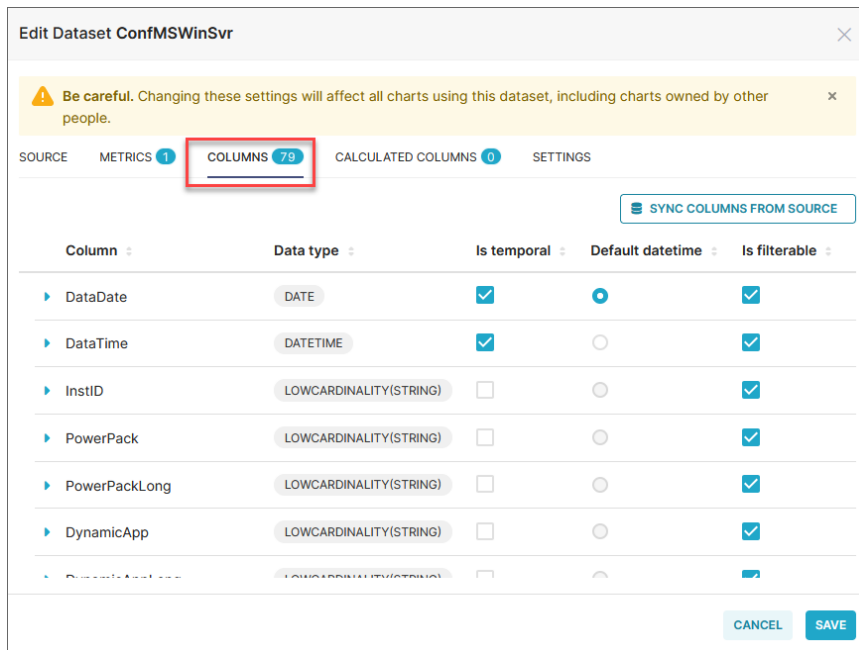 Edit Dataset ConfMSWinSvr
Be careful. Changing these settings will affect all charts using this dataset, including charts owned by other
people.
SOURCE METRICS 1 COLUMNS 79 CALCULATED COLUMNS 0 SETTINGS
SYNC COLUMNS FROM SOURCE
Column Data type Is temporal Default datetime Is filterable
DataDate DATE
DataTime DATETIME
InstID LOWCARDINALITY(STRING)
PowerPack LOWCARDINALITY(STRING)
PowerPackLong LOWCARDINALITY(STRING)
DynamicApp LOWCARDINALITY(STRING)
DynamicAppLong LOWCARDINALITY(STRING)
CANCEL SAVE